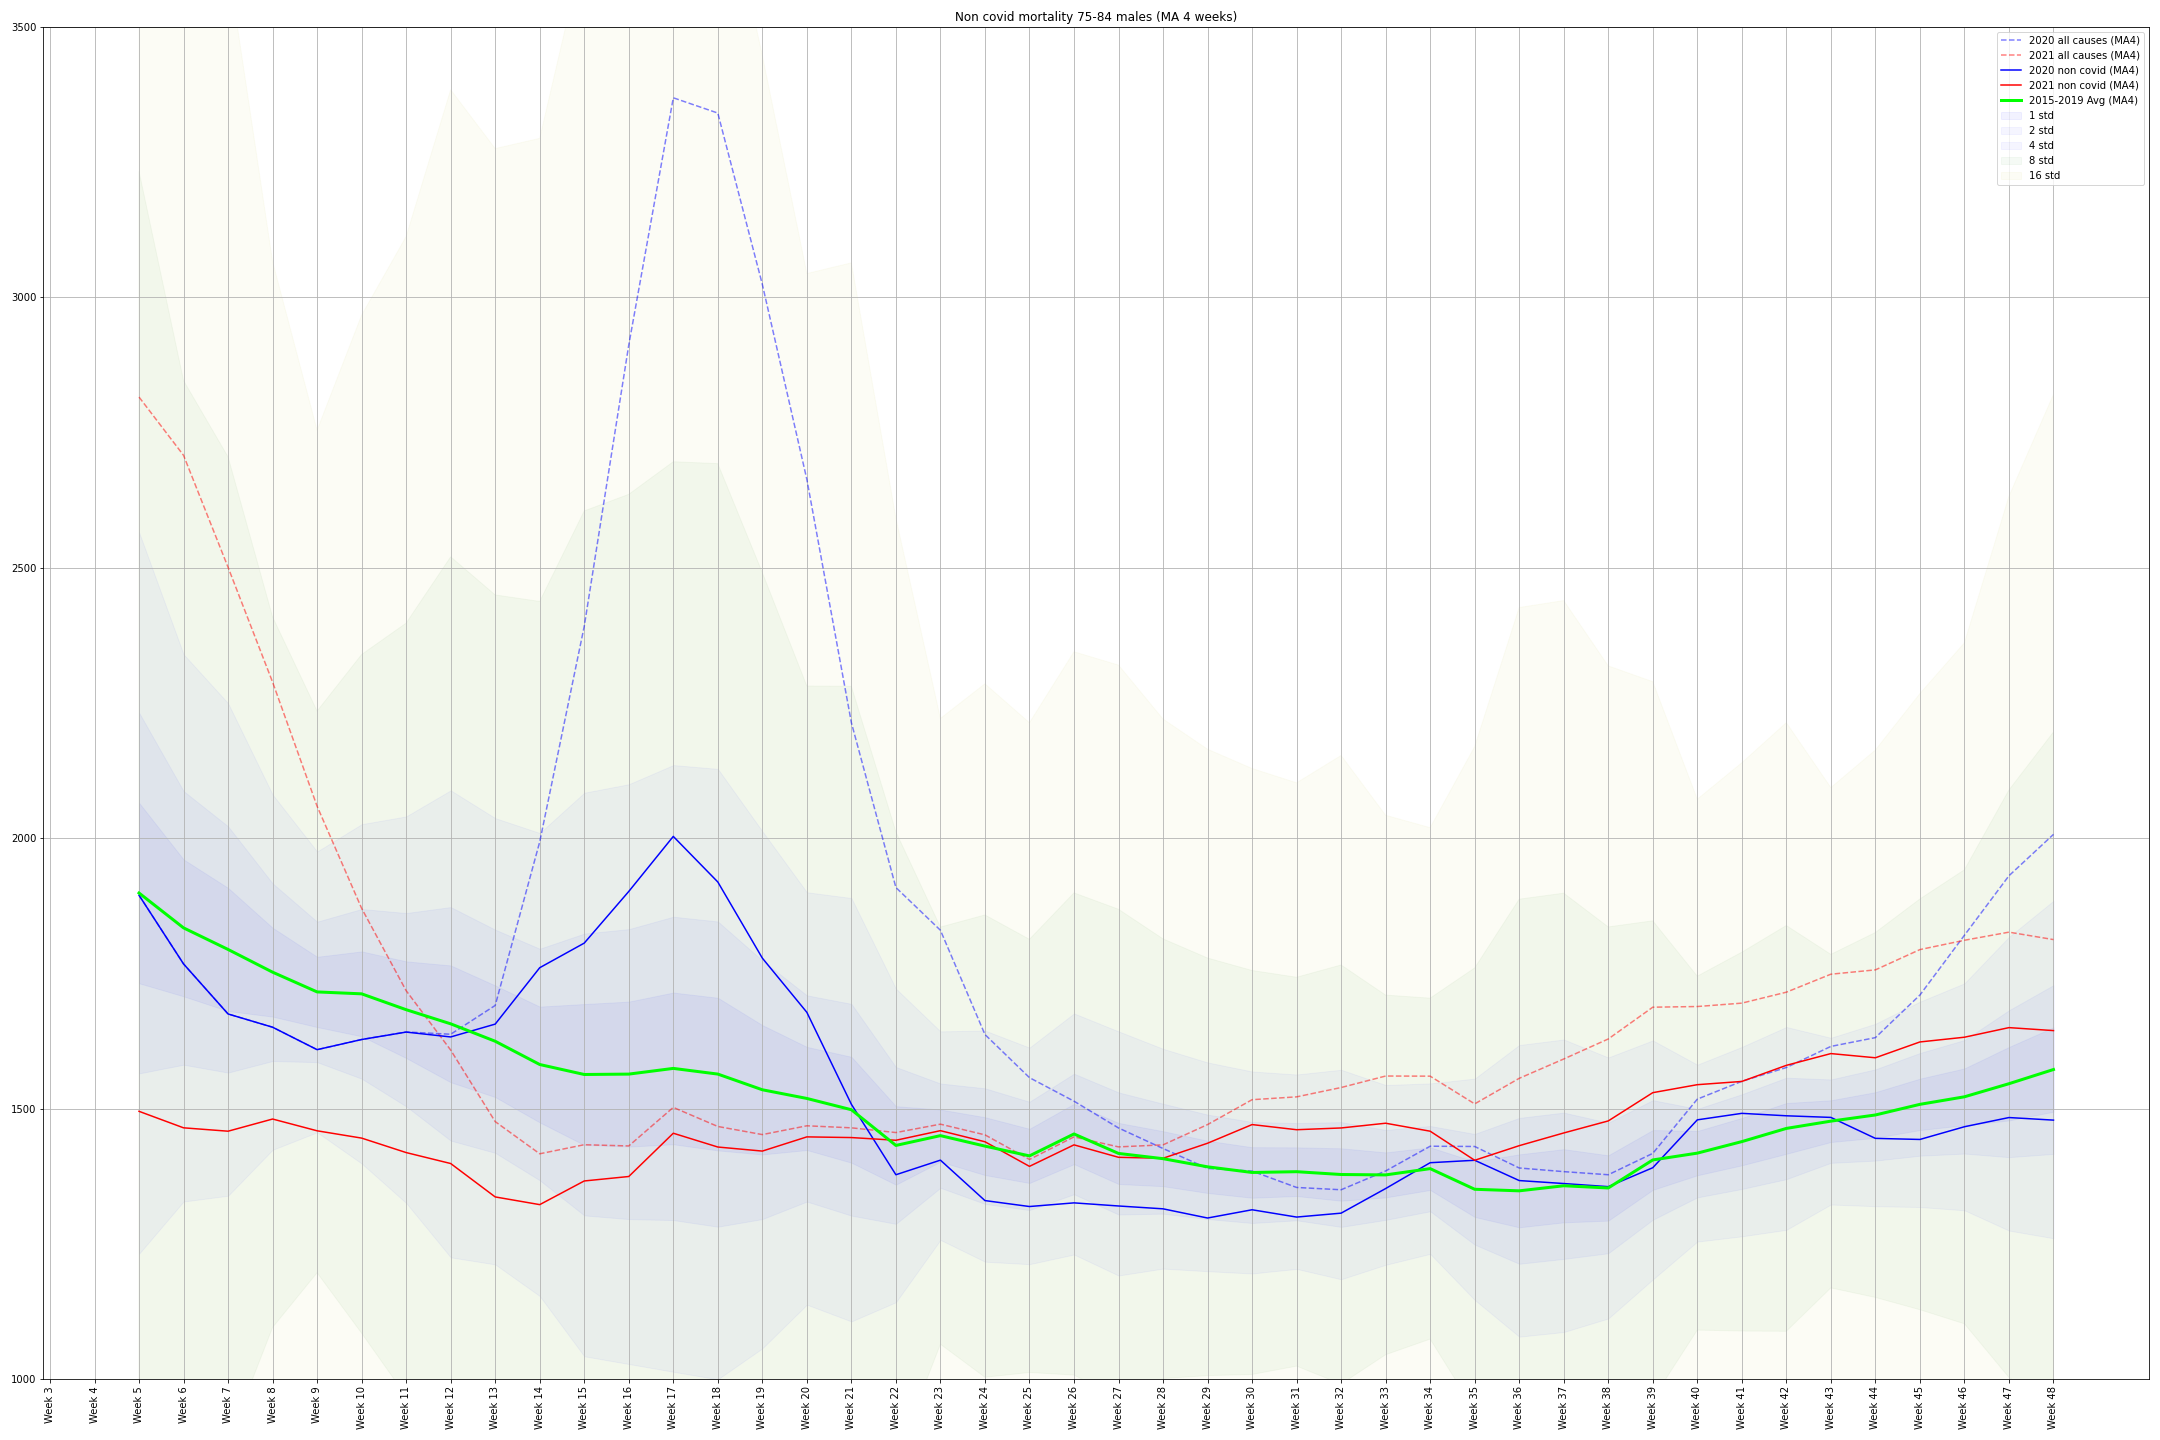 Non covid mortality 75-84 males (MA 4 weeks)
3500
3000
2500
2000
1500
1000
2020 all causes (MA4)
2021 all causes (MA4)
2020 non covid (MA4)
2021 non covid (MA4)
2015-2019 Avg (MA4)
1 std
2 std
4 std
8 std
16 std
Week 3
Week 4
Week 5
Week 6
Week 7
Week 8
Week 9
Week 10
Week 11
Week 12
Week 13
Week 14
Week 15
Week 16
Week 17
Week 18
Week 19
Week 20
Week 21
Week 22
Week 23
Week 24
Week 25
Week 26
Week 27
Week 28
Week 29
Week 30
Week 31
Week 32
Week 33
Week 34
Week 35
Week 36
Week 37
Week 38
Week 39
Week 40
Week 41
Week 42
Week 43
Week 44
Week 45
Week 46
Week 47
Week 48